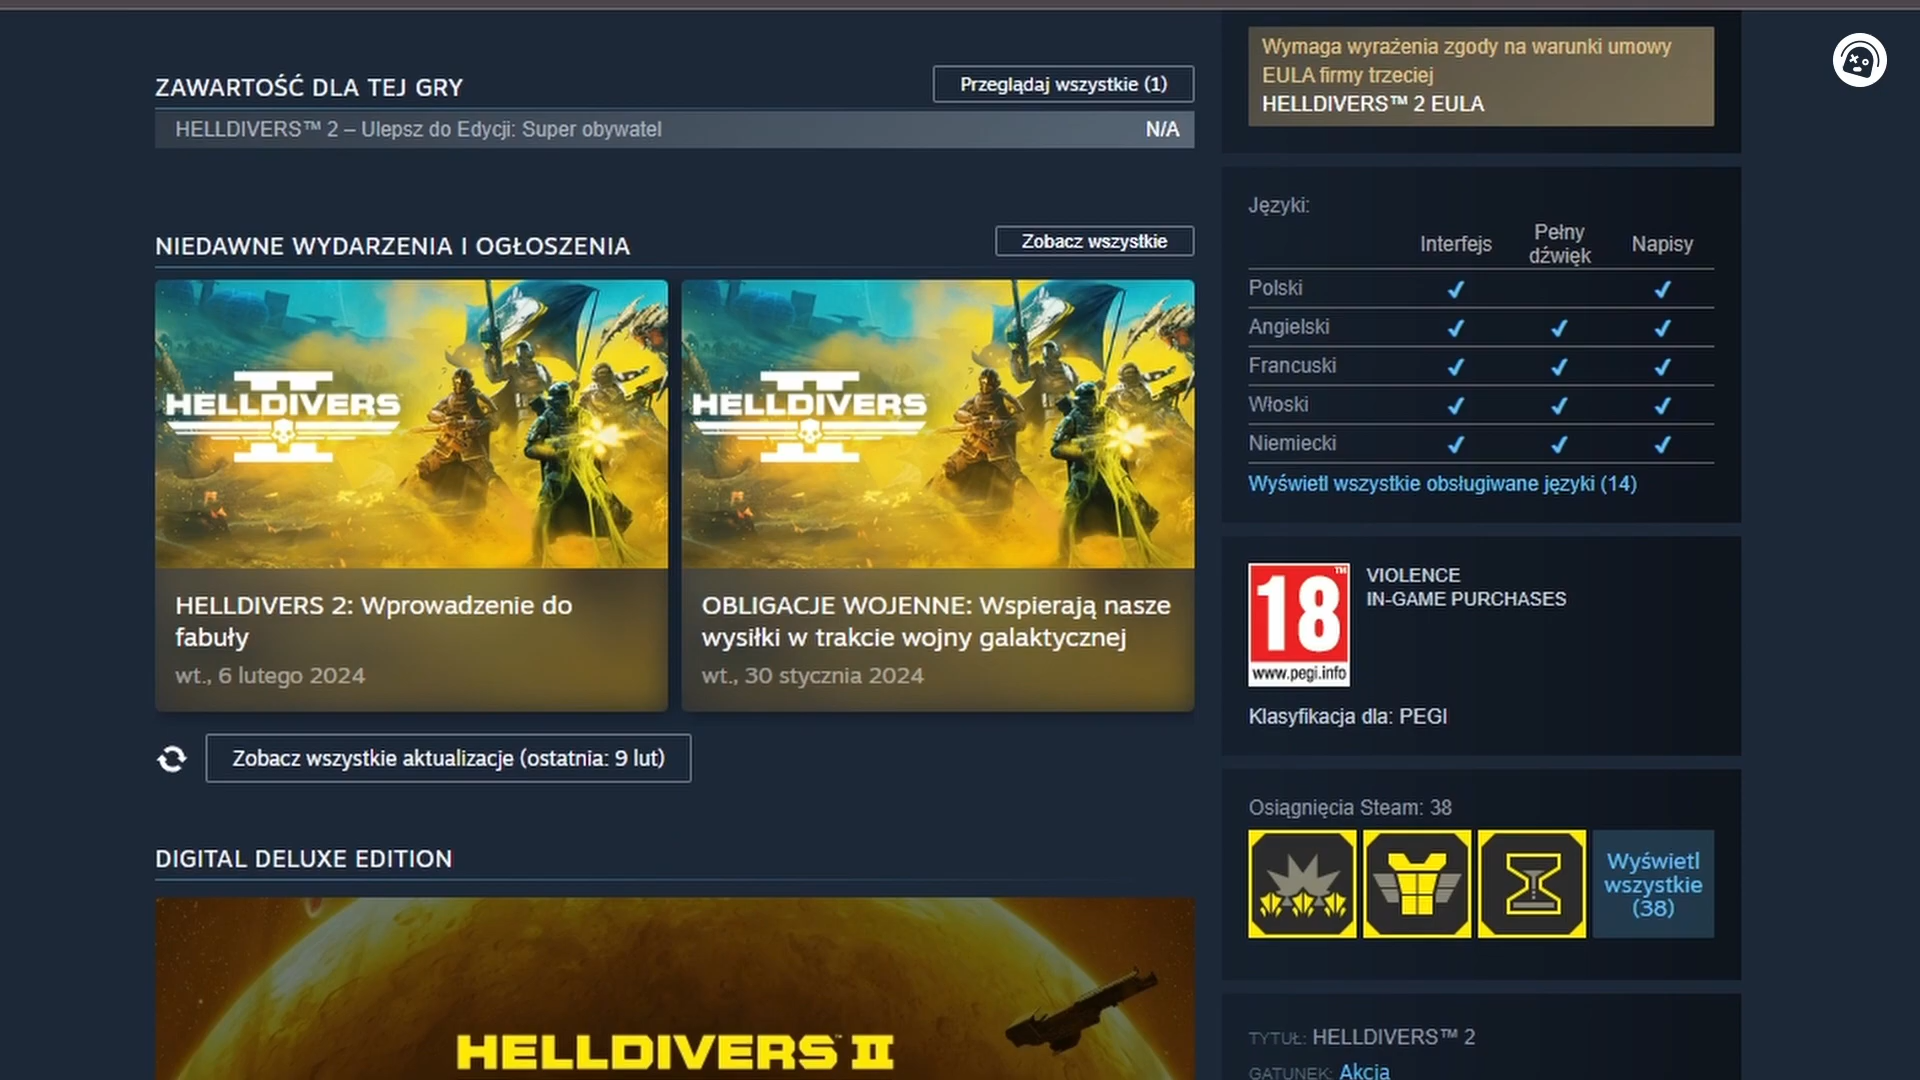 ZAWARTOŚĆ DLA TEJ GRY
Przeglądaj wszystkie (1)
HELLDIVERS™ 2 – Ulepsz do Edycji: Super obywatel
N/A
NIEDAWNE WYDARZENIA I OGŁOSZENIA
Zobacz wszystkie
HELLDIVERS
HELLDIVERS
HELLDIVERS 2: Wprowadzenie do
fabuły
wt., 6 lutego 2024
OBLIGACJE WOJENNE: Wspierają nasze
wysiłki w trakcie wojny galaktycznej
wt., 30 stycznia 2024
Zobacz wszystkie aktualizacje (ostatnia: 9 lut)
DIGITAL DELUXE EDITION
HELLDIVERS™ II
Wymaga wyrażenia zgody na warunki umowy
EULA firmy trzeciej
HELLDIVERS™ 2 EULA
Języki:
Interfejs Pełny dźwięk Napisy
Polski ✔ ✔
Angielski ✔ ✔ ✔
Francuski ✔ ✔ ✔
Włoski ✔ ✔ ✔
Niemiecki ✔ ✔ ✔
Wyświetl wszystkie obsługiwane języki (14)
18™
www.pegi.info
VIOLENCE
IN-GAME PURCHASES
Klasyfikacja dla: PEGI
Osiągnięcia Steam: 38
Wyświetl
wszystkie
(38)
TYTUŁ: HELLDIVERS™ 2
GATUNEK: Akcja